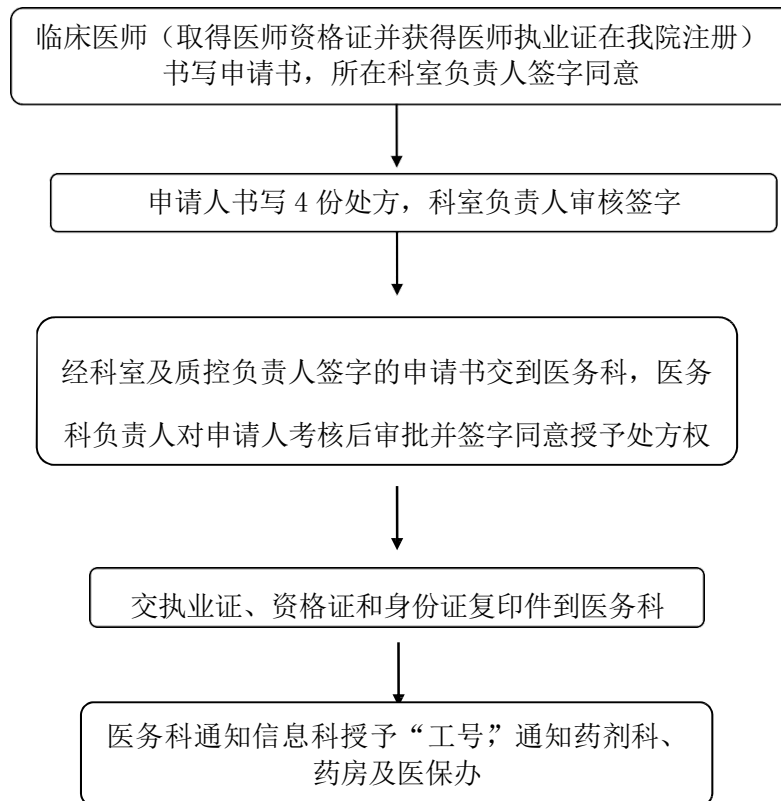 临床医师（取得医师资格证并获得医师执业证在我院注册）
书写申请书，所在科室负责人签字同意
申请人书写 4 份处方，科室负责人审核签字
经科室及质控负责人签字的申请书交到医务科，医务
科负责人对申请人考核后审批并签字同意授予处方权
交执业证、资格证和身份证复印件到医务科
医务科通知信息科授予“工号”，通知药剂科、
药房及医保办